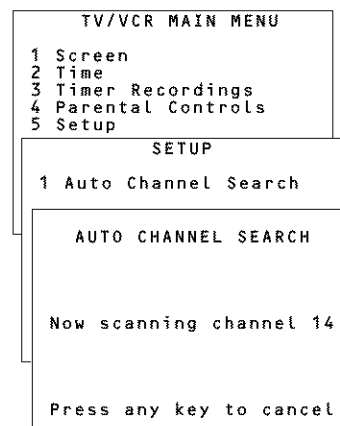 TV/VCR MAIN MENU
1 Screen
2 Time
3 Timer Recordings
4 Parental Controls
5 Setup
SETUP
1 Auto Channel Search
AUTO CHANNEL SEARCH
Now scanning channel 14
Press any key to cancel